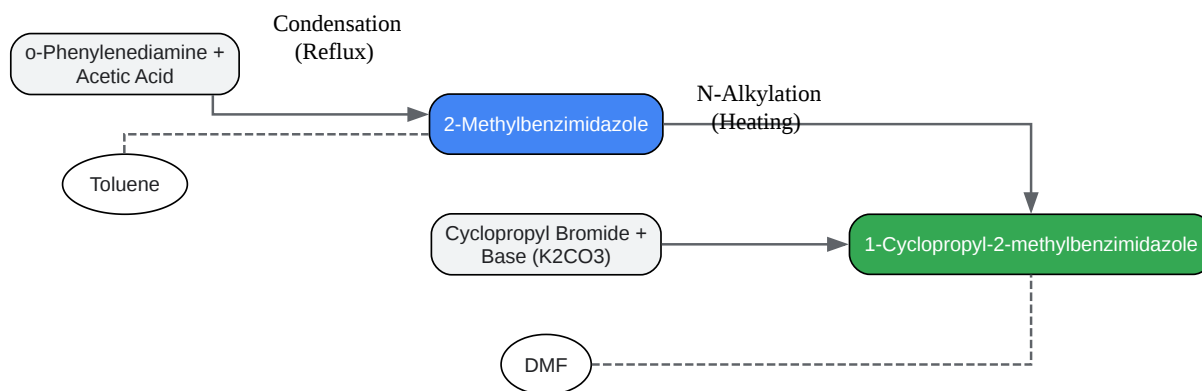 Condensation
(Reflux)
o-Phenylenediamine +
Acetic Acid
N-Alkylation
(Heating)
2-Methylbenzimidazole
Toluene
Cyclopropyl Bromide +
Base (K2CO3)
1-Cyclopropyl-2-methylbenzimidazole
DMF